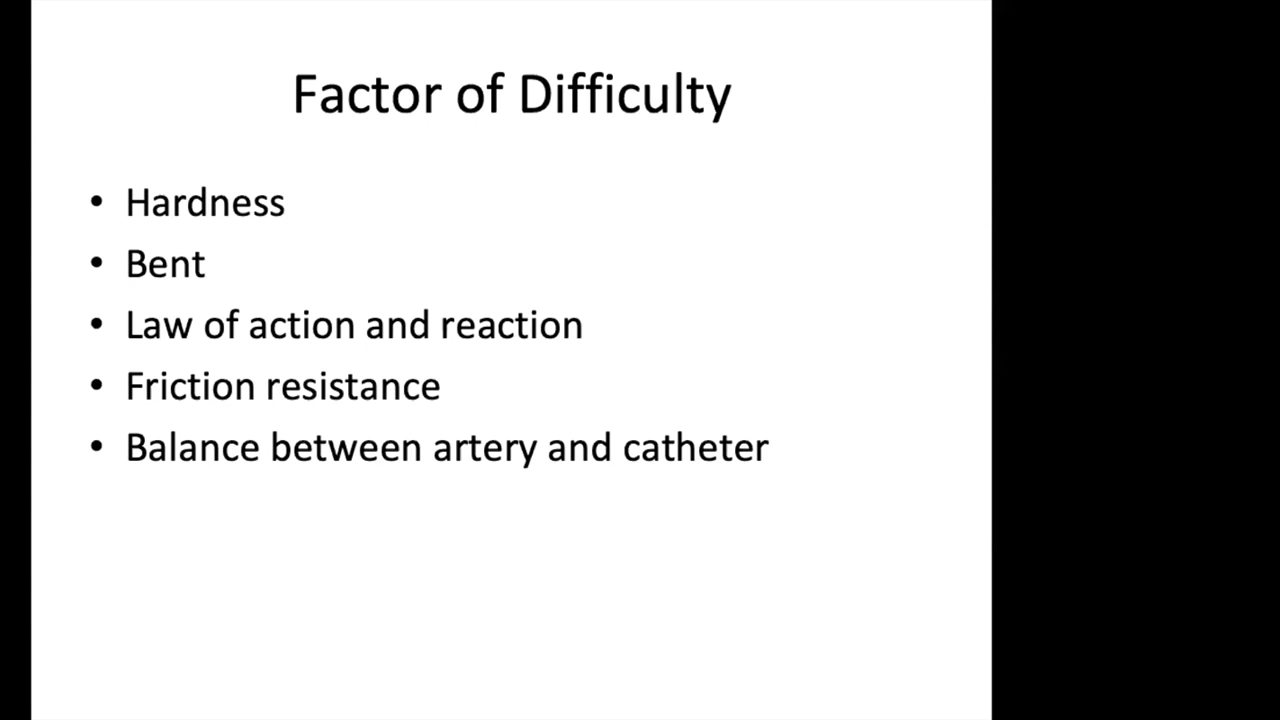 Factor of Difficulty
• Hardness
• Bent
• Law of action and reaction
• Friction resistance
• Balance between artery and catheter